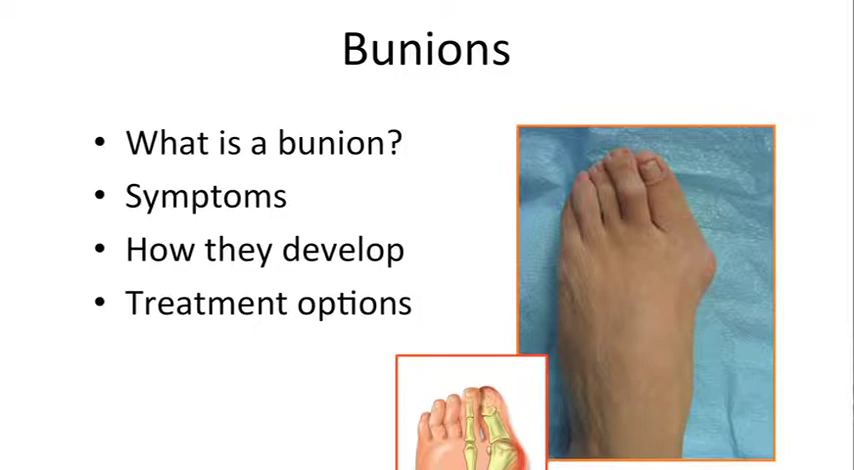 Bunions
• What is a bunion?
• Symptoms
• How they develop
• Treatment options